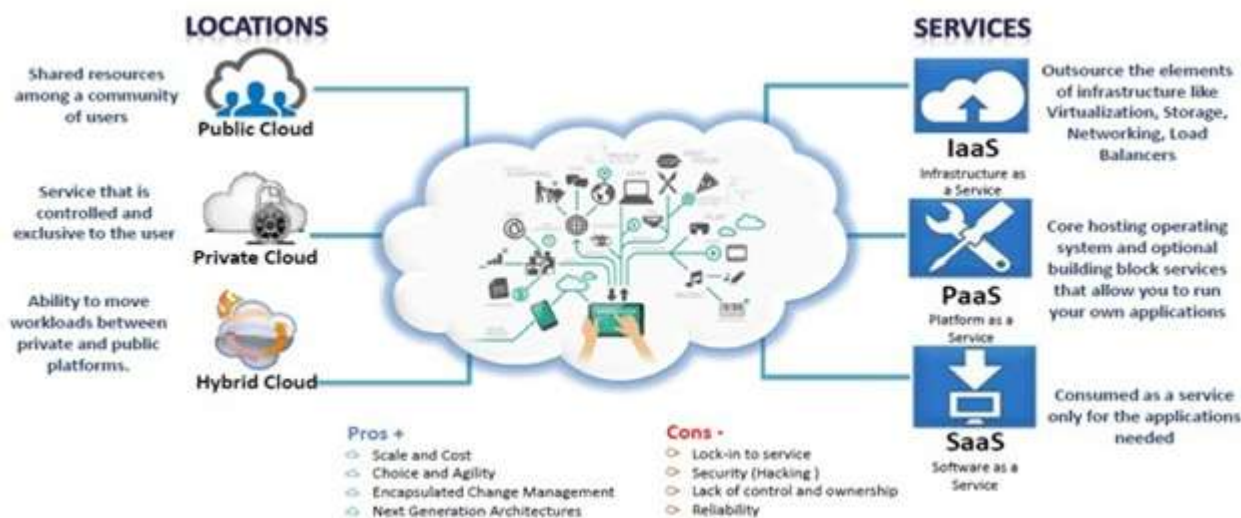 LOCATIONS
Shared resources
among a community
of users
Public Cloud
Service that is
controlled and
exclusive to the user
Private Cloud
Ability to move
workloads between
private and public
platforms.
Hybrid Cloud
SERVICES
Outsource the elements
of infrastructure like
Virtualization, Storage,
Networking, Load
Balancers
IaaS
Infrastructure as
a Service
Core hosting operating
system and optional
building block services
that allow you to run
your own applications
PaaS
Platform as a
Service
Consumed as a service
only for the applications
needed
SaaS
Software as a
Service
Pros +
Scale and Cost
Choice and Agility
Encapsulated Change Management
Next Generation Architectures
Cons -
Lock-in to service
Security (Hacking )
Lack of control and ownership
Reliability